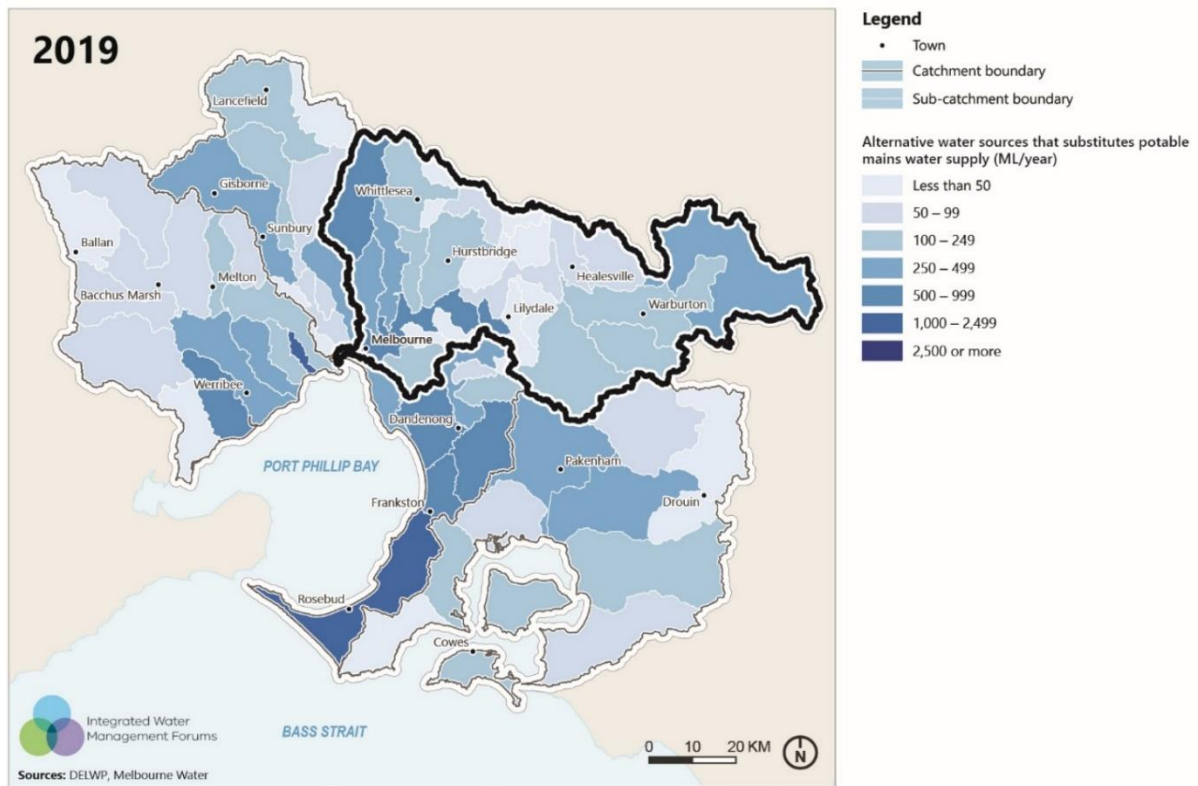 2019
Legend
Town
Catchment boundary
Sub-catchment boundary
Alternative water sources that substitutes potable
mains water supply (ML/year)
Less than 50
50 – 99
100 – 249
250 – 499
500 – 999
1,000 – 2,499
2,500 or more
Lancefield
Gisborne
Whittlesea
Sunbury
Ballan
Hurstbridge
Healesville
Melton
Bacchus Marsh
Lilydale
Warburton
Melbourne
Werribee
Dandenong
PORT PHILLIP BAY
Pakenham
Frankston
Drouin
Rosebud
Cowes
Integrated Water
Management Forums
BASS STRAIT
0 10 20 KM
N
Sources: DELWP, Melbourne Water